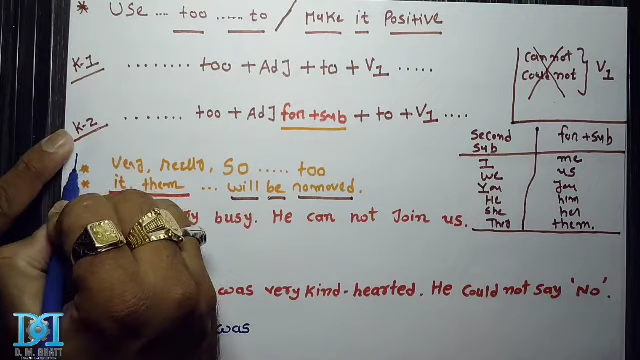 * Use ... too ..... to / Make it Positive
K-1 ........ too + Adj + to + V1 .....
cannot
could not } V1
K-2 ....... too + Adj for + sub + to + V1 ....
Second Sub | for + sub
I | me
We | us
You | you
He | him
She | her
They | them.
* Very, really, so ..... too
* it them ... will be removed.
busy. He can not Join us.
was very kind-hearted. He could not say 'No'.
was
D. M. BHATT